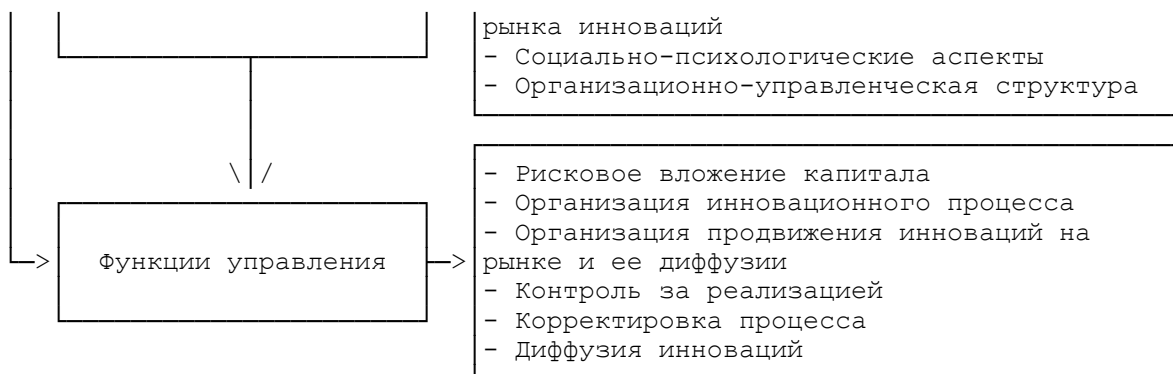 рынка инноваций
- Социально-психологические аспекты
- Организационно-управленческая структура
- Рисковое вложение капитала
- Организация инновационного процесса
- Организация продвижения инноваций на
Функции управления
рынке и ее диффузии
- Контроль за реализацией
- Корректировка процесса
- Диффузия инноваций